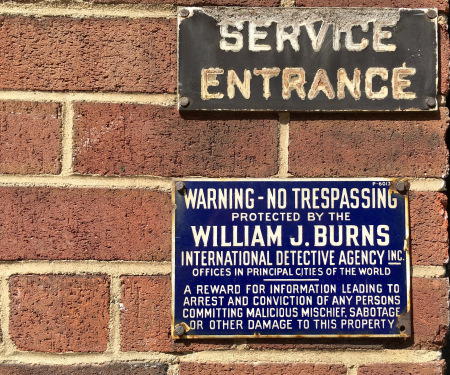 SERVICE
ENTRANCE
P-6013
WARNING - NO TRESPASSING
PROTECTED BY THE
WILLIAM J. BURNS
INTERNATIONAL DETECTIVE AGENCY INC.
OFFICES IN PRINCIPAL CITIES OF THE WORLD
A REWARD FOR INFORMATION LEADING TO
ARREST AND CONVICTION OF ANY PERSONS
COMMITTING MALICIOUS MISCHIEF, SABOTAGE
OR OTHER DAMAGE TO THIS PROPERTY